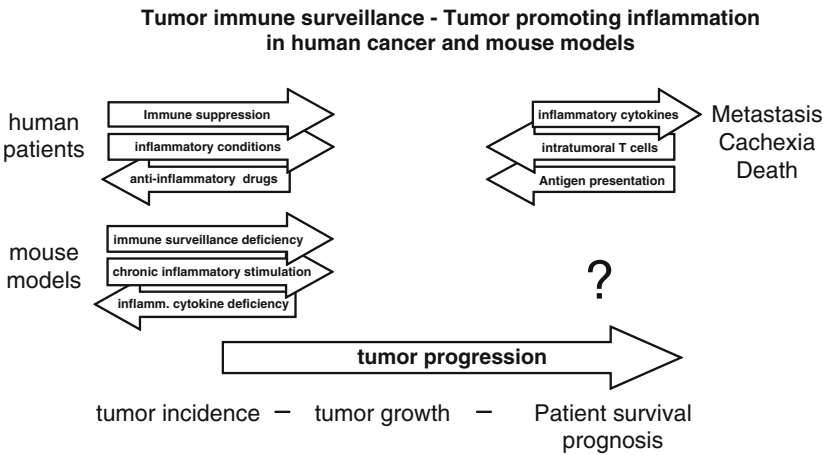 Tumor immune surveillance - Tumor promoting inflammation
in human cancer and mouse models
human
patients
Immune suppression
inflammatory conditions
anti-inflammatory drugs
inflammatory cytokines
intratumoral T cells
Antigen presentation
Metastasis
Cachexia
Death
mouse
models
immune surveillance deficiency
chronic inflammatory stimulation
inflamm. cytokine deficiency
?
tumor progression
tumor incidence – tumor growth – Patient survival
prognosis